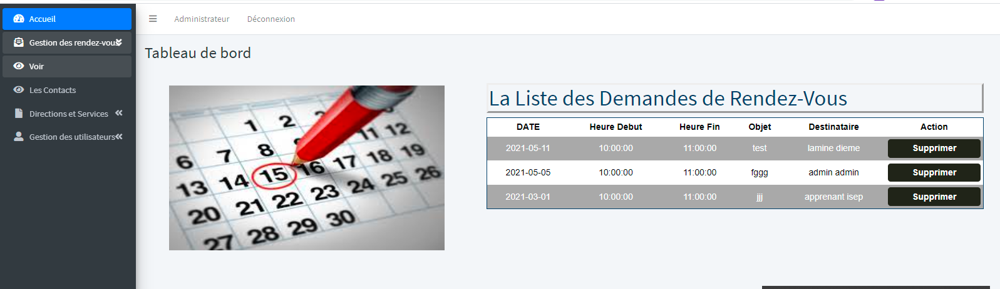 Accueil
Gestion des rendez-vous
Voir
Les Contacts
Directions et Services
Gestion des utilisateurs
Administrateur Déconnexion
Tableau de bord
1 2 3
6 7 8 11 12
13 14 15 16 17 18 19
20 21 22 23 24 25 26
27 28 29 30
La Liste des Demandes de Rendez-Vous
DATE Heure Debut Heure Fin Objet Destinataire Action
2021-05-11 10:00:00 11:00:00 test lamine dieme Supprimer
2021-05-05 10:00:00 11:00:00 fggg admin admin Supprimer
2021-03-01 10:00:00 11:00:00 jjj apprenant isep Supprimer